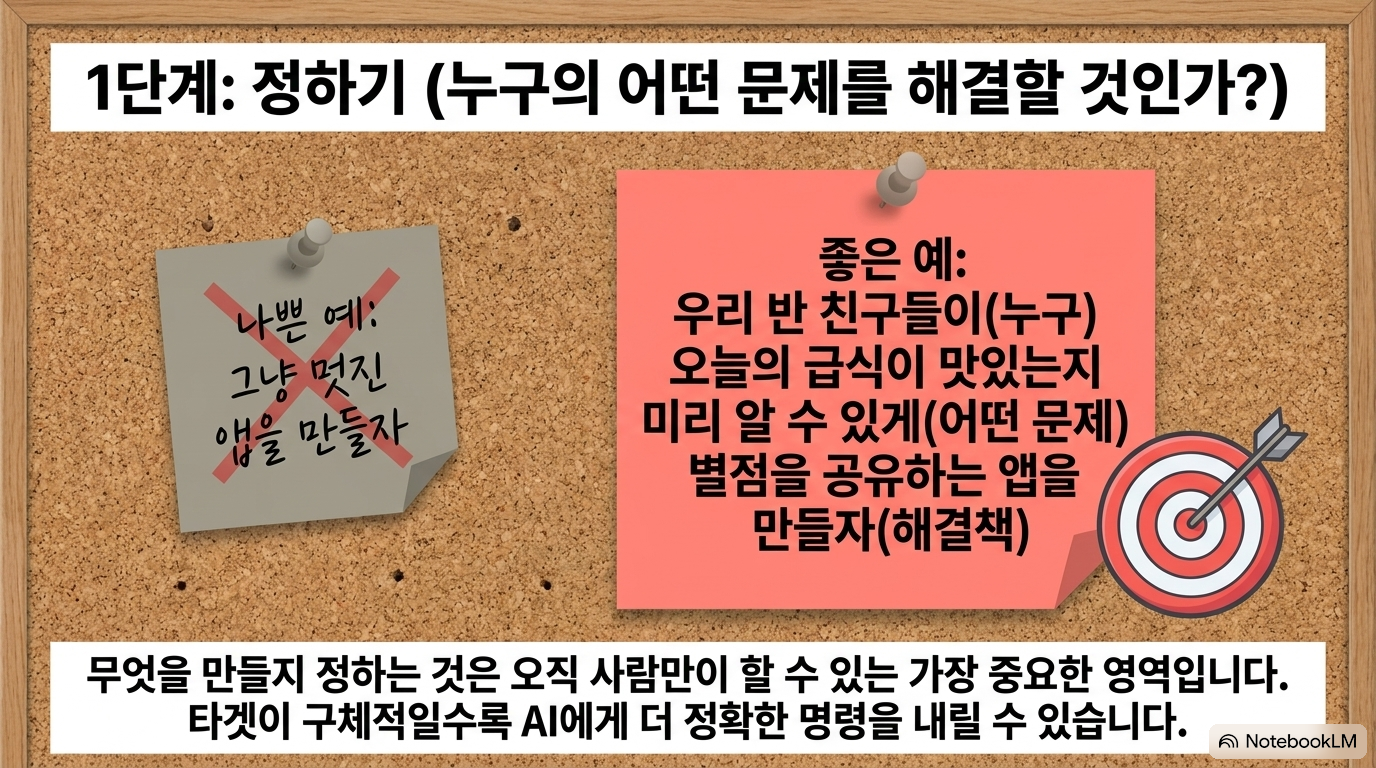 1단계: 정하기 (누구의 어떤 문제를 해결할 것인가?)
나쁜 예:
그냥 멋진
앱을 만들자
좋은 예:
우리 반 친구들이(누구)
오늘의 급식이 맛있는지
미리 알 수 있게(어떤 문제)
별점을 공유하는 앱을
만들자(해결책)
무엇을 만들지 정하는 것은 오직 사람만이 할 수 있는 가장 중요한 영역입니다.
타겟이 구체적일수록 AI에게 더 정확한 명령을 내릴 수 있습니다.
NotebookLM